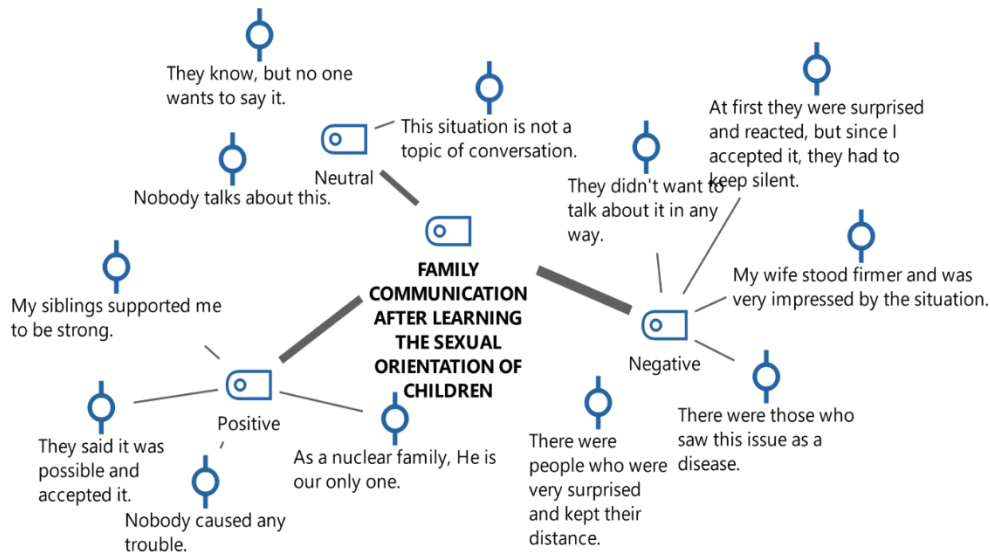 They know, but no one
wants to say it.
This situation is not a
topic of conversation.
Neutral
Nobody talks about this.
At first they were surprised
and reacted, but since I
accepted it, they had to
keep silent.
They didn't want to
talk about it in any
way.
FAMILY
COMMUNICATION
AFTER LEARNING
THE SEXUAL
ORIENTATION OF
CHILDREN
My wife stood firmer and was
very impressed by the situation.
Negative
My siblings supported me
to be strong.
Positive
They said it was
possible and
accepted it.
Nobody caused any
trouble.
As a nuclear family, He is
our only one.
There were
people who were
very surprised
and kept their
distance.
There were those who
saw this issue as a
disease.